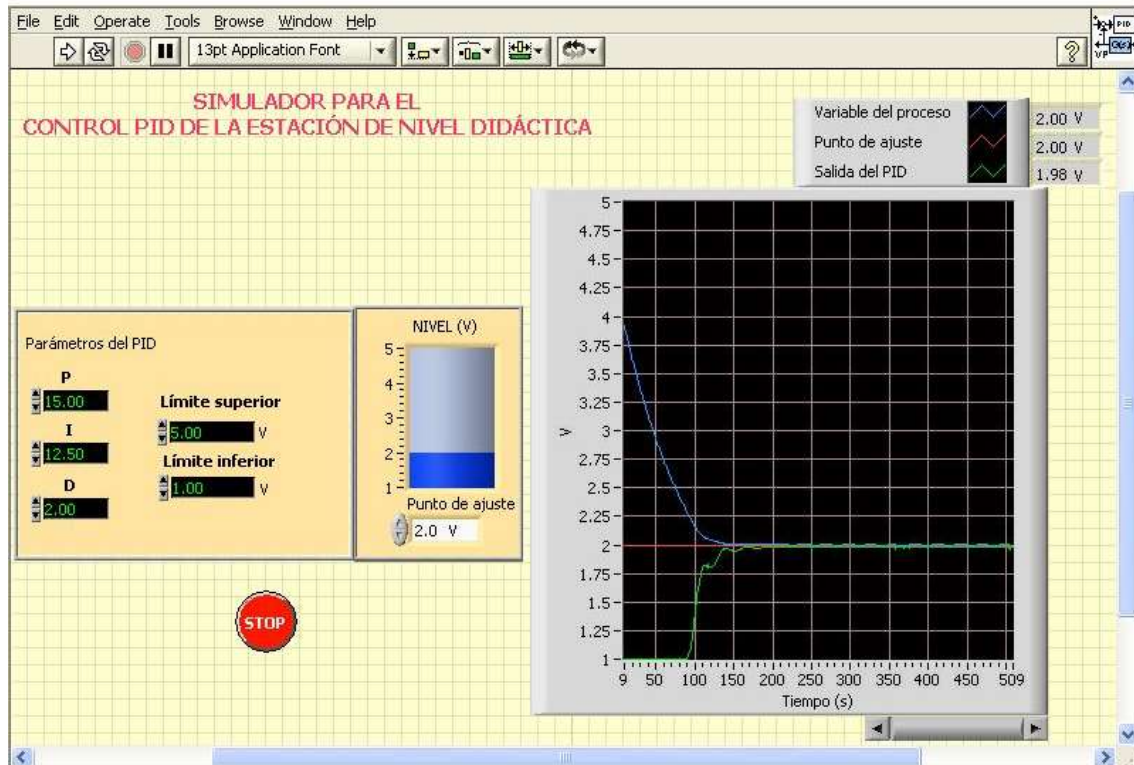 File Edit Operate Tools Browse Window Help
13pt Application Font
?
PID
SIMULADOR PARA EL
CONTROL PID DE LA ESTACIÓN DE NIVEL DIDÁCTICA
Variable del proceso 2.00 V
Punto de ajuste 2.00 V
Salida del PID 1.98 V
Parámetros del PID
P
15.00
I
12.50
D
2.00
Límite superior
5.00 V
Límite inferior
1.00 V
NIVEL (V)
5
4
3
2
1
Punto de ajuste
2.0 V
STOP
V
5
4.75
4.5
4.25
4
3.75
3.5
3.25
3
2.75
2.5
2.25
2
1.75
1.5
1.25
1
9 50 100 150 200 250 300 350 400 450 509
Tiempo (s)